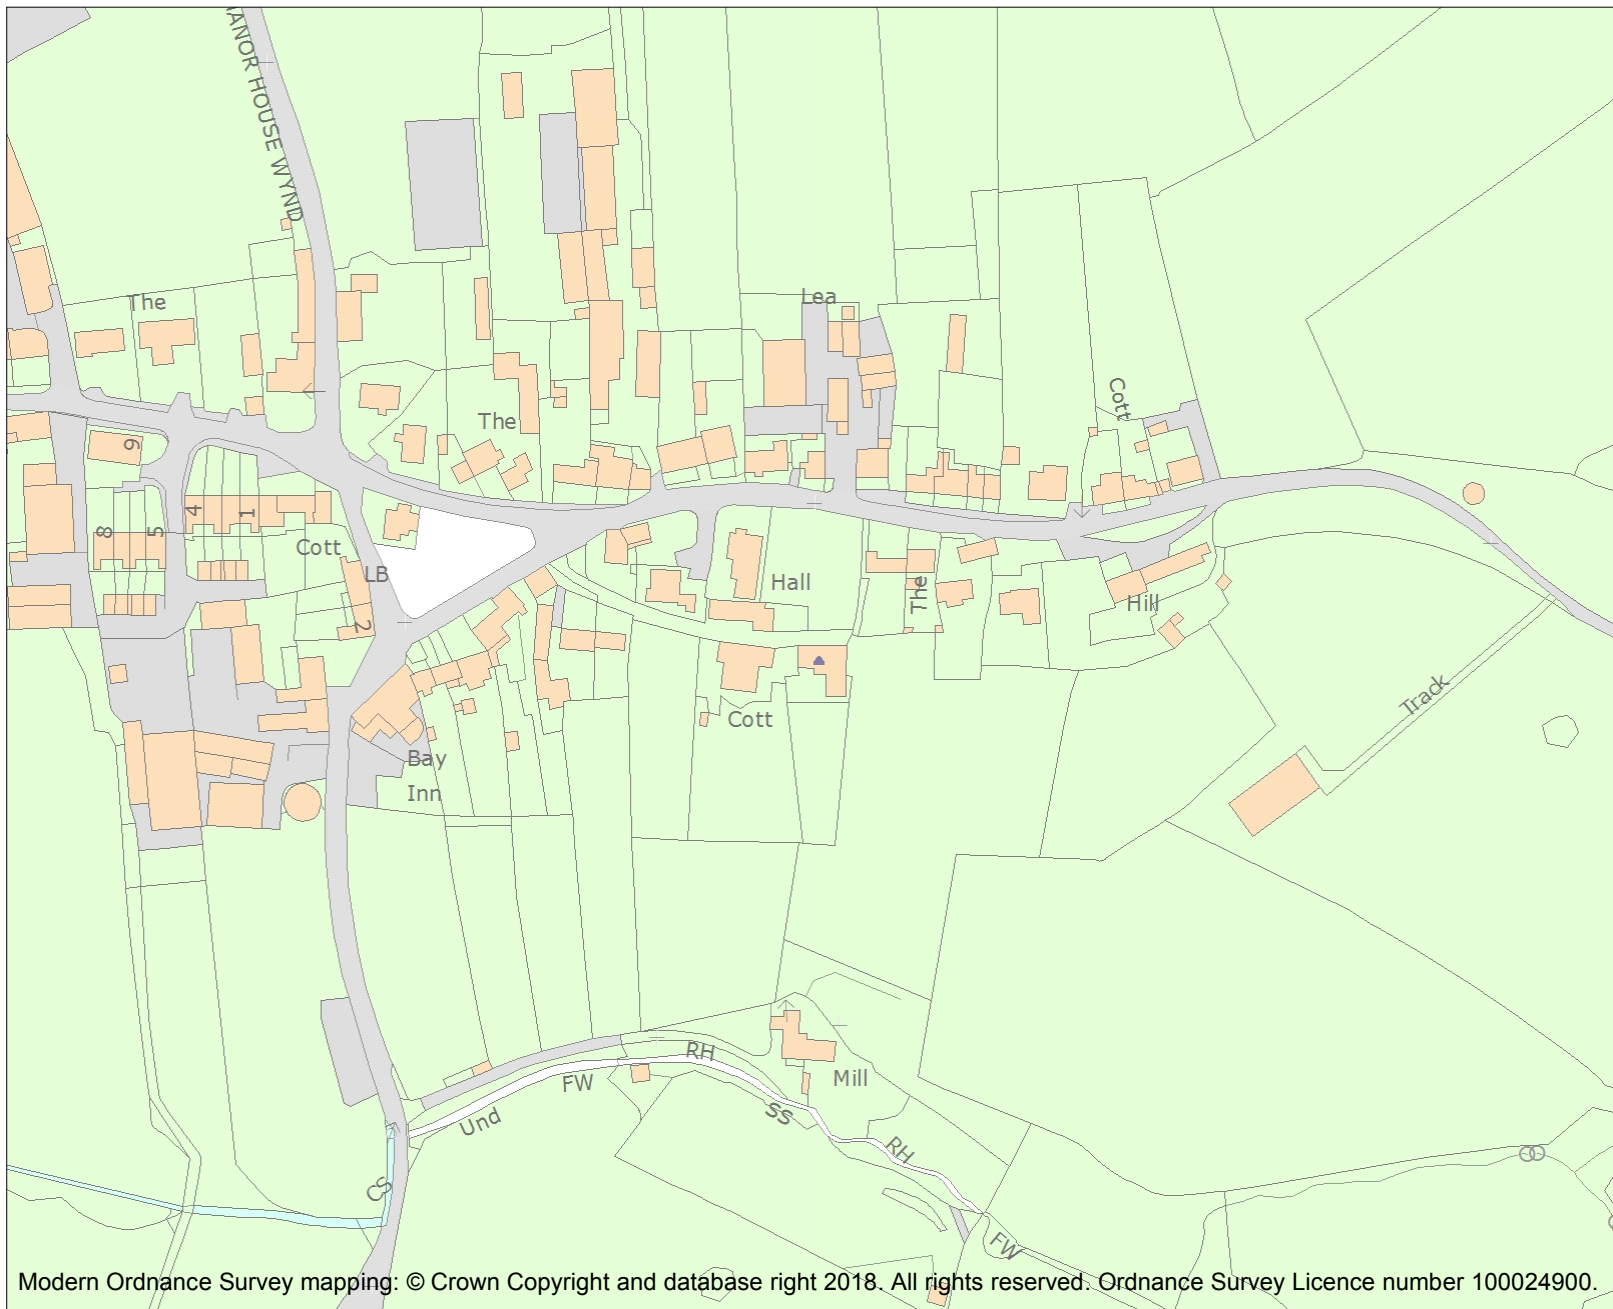 MANOR HOUSE WYND
The
Lea
Cott
The
9
4
1
8
5
Cott
LB
2
Hall
The
Hill
Track
Cott
Bay
Inn
RH
FW
Mill
Und
SS
RH
CS
FW
Modern Ordnance Survey mapping: © Crown Copyright and database right 2018. All rights reserved. Ordnance Survey Licence number 100024900.